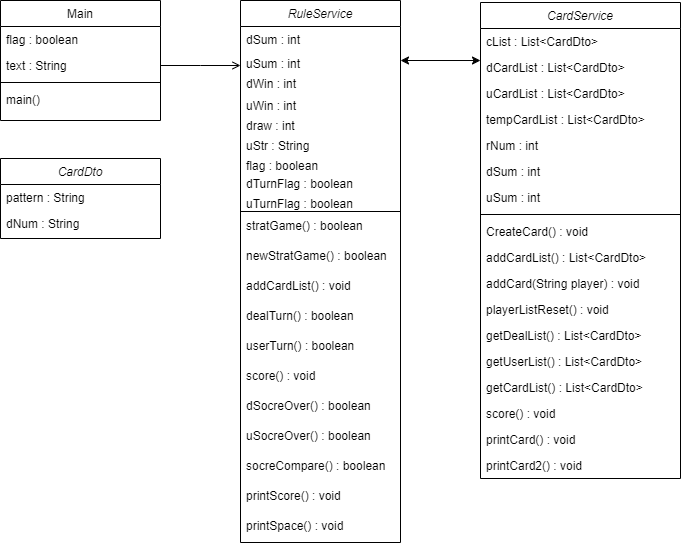 Main
flag : boolean
text : String
main()
CardDto
pattern : String
dNum : String
RuleService
dSum : int
uSum : int
dWin : int
uWin : int
draw : int
uStr : String
flag : boolean
dTurnFlag : boolean
uTurnFlag : boolean
stratGame() : boolean
newStratGame() : boolean
addCardList() : void
dealTurn() : boolean
userTurn() : boolean
score() : void
dSocreOver() : boolean
uSocreOver() : boolean
socreCompare() : boolean
printScore() : void
printSpace() : void
CardService
cList : List<CardDto>
dCardList : List<CardDto>
uCardList : List<CardDto>
tempCardList : List<CardDto>
rNum : int
dSum : int
uSum : int
CreateCard() : void
addCardList() : List<CardDto>
addCard(String player) : void
playerListReset() : void
getDealList() : List<CardDto>
getUserList() : List<CardDto>
getCardList() : List<CardDto>
score() : void
printCard() : void
printCard2() : void